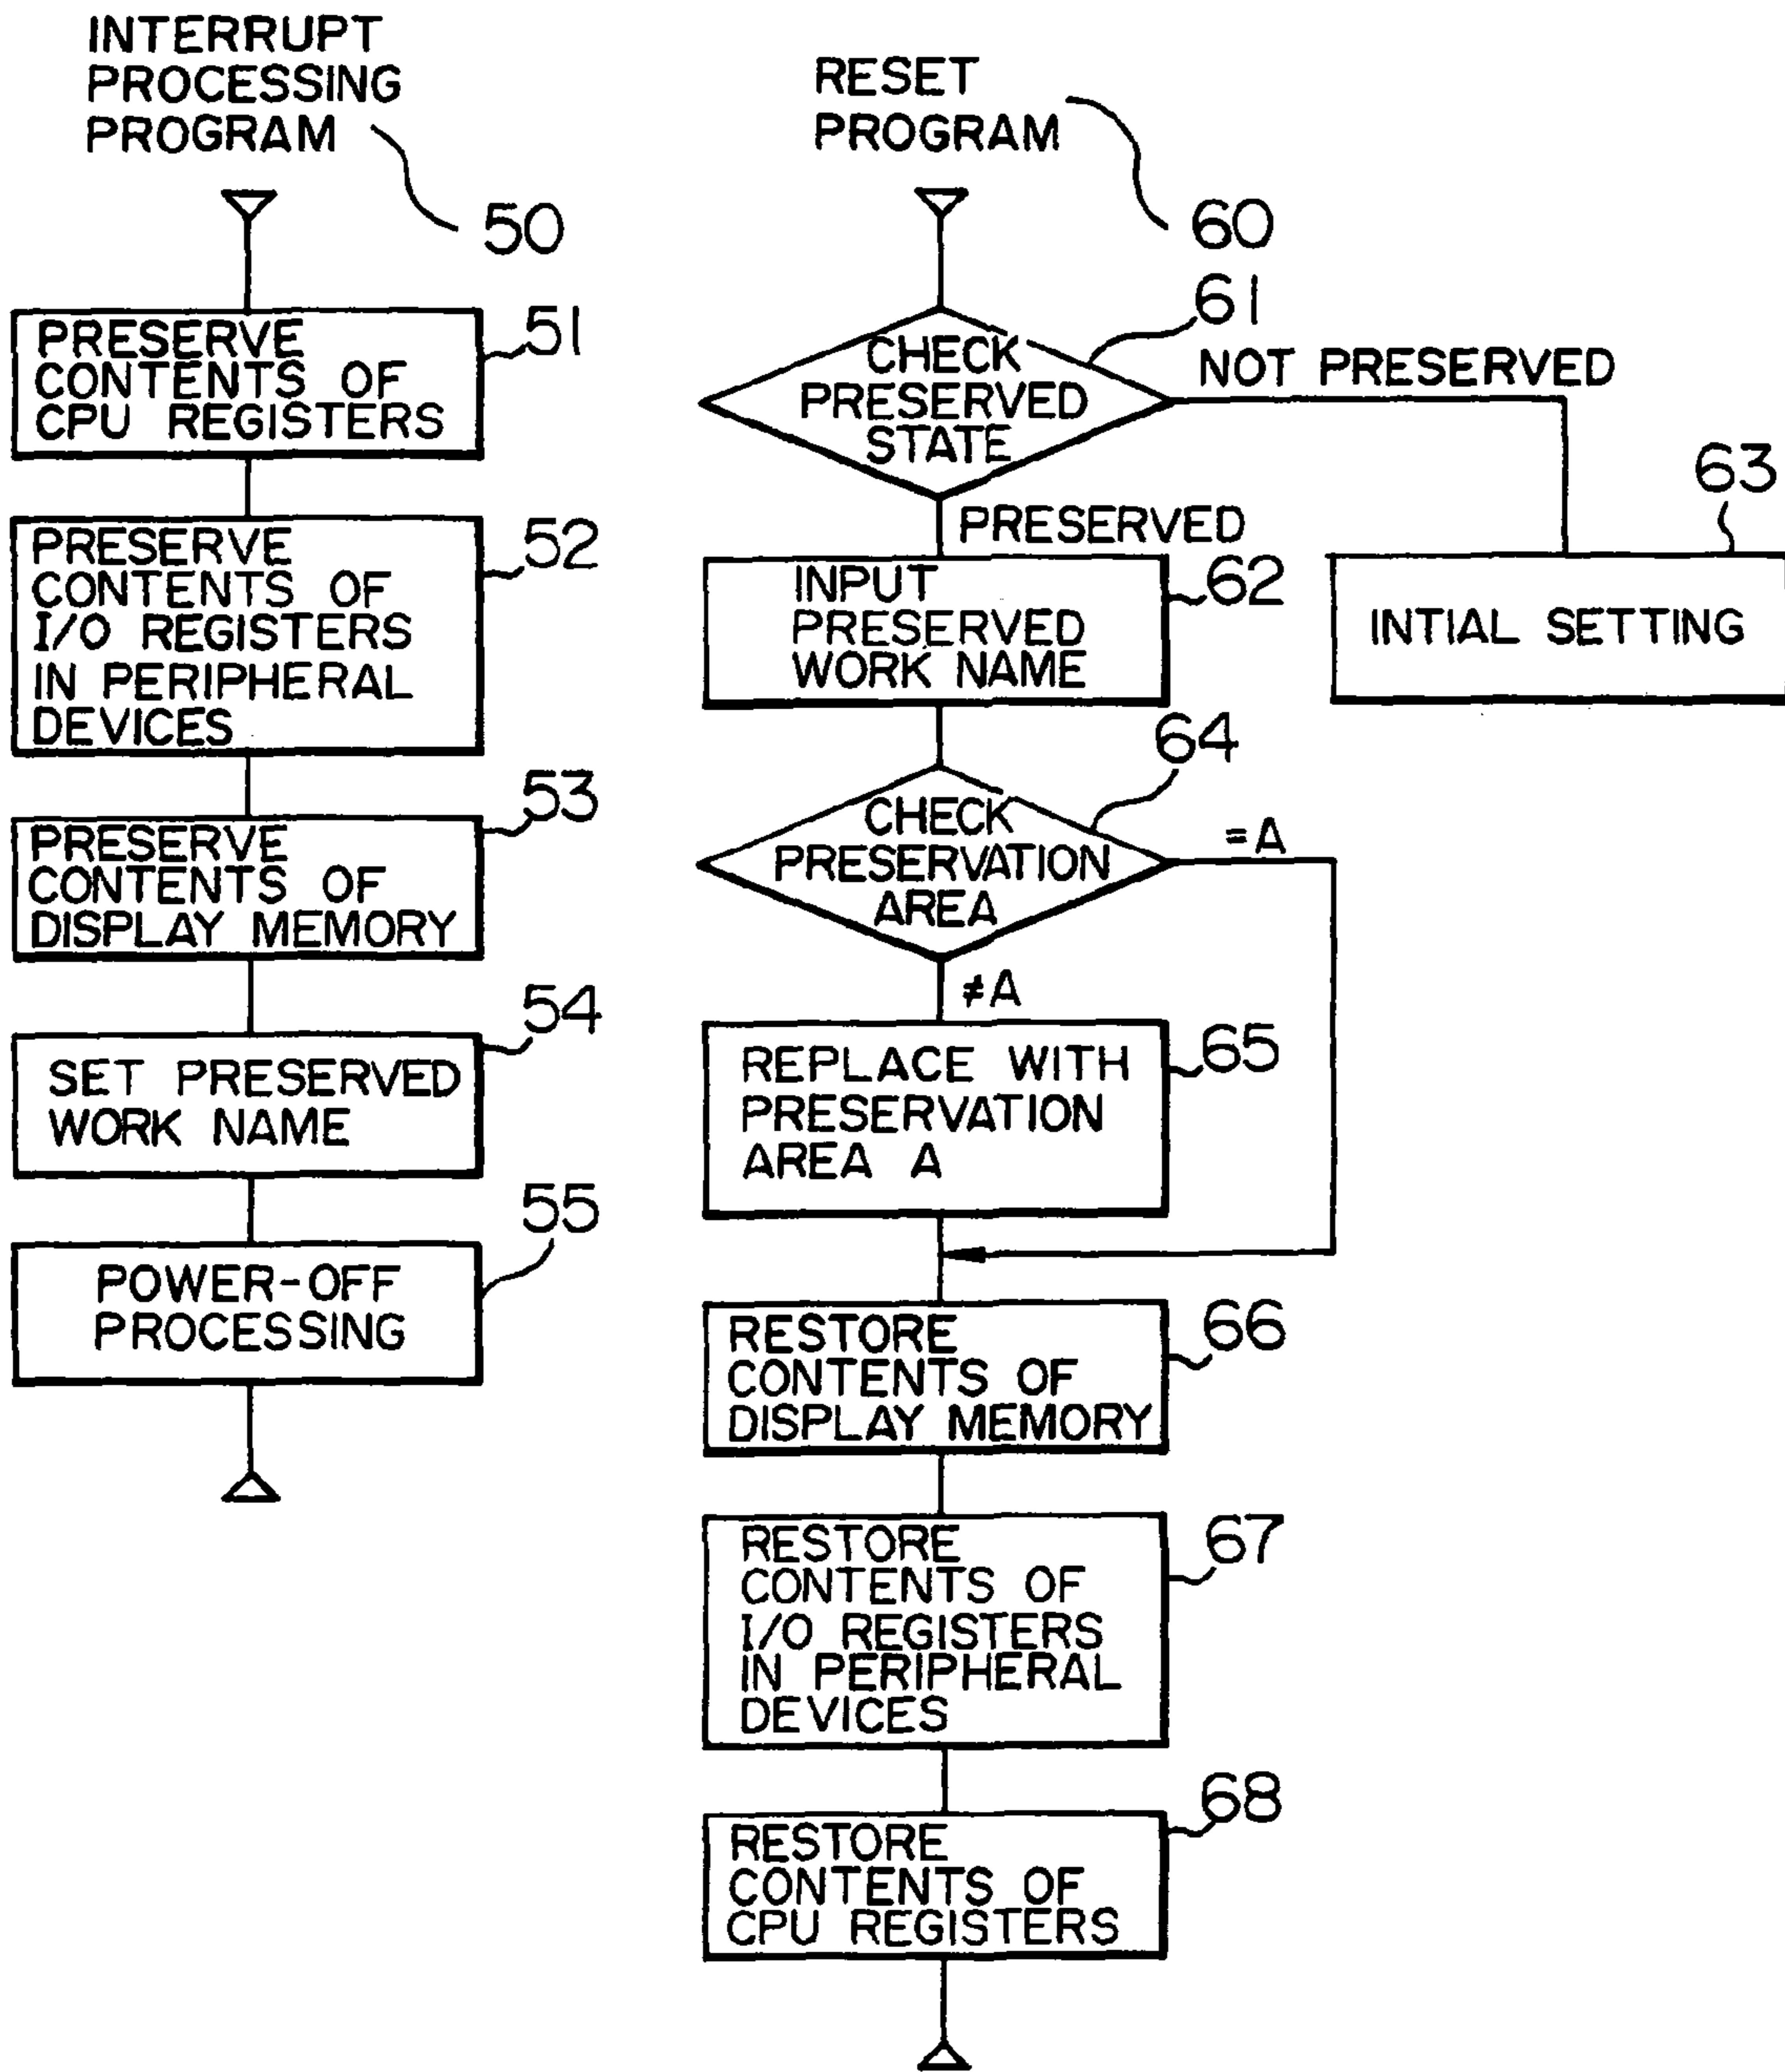 INTERRUPT
PROCESSING
PROGRAM
50
PRESERVE
CONTENTS OF
CPU REGISTERS
51
PRESERVE
CONTENTS OF
I/O REGISTERS
IN PERIPHERAL
DEVICES
52
PRESERVE
CONTENTS OF
DISPLAY MEMORY
53
SET PRESERVED
WORK NAME
54
POWER-OFF
PROCESSING
55
RESET
PROGRAM
60
CHECK
PRESERVED
STATE
61
NOT PRESERVED
PRESERVED
INPUT
PRESERVED
WORK NAME
62
INTIAL SETTING
63
CHECK
PRESERVATION
AREA
64
=A
≠A
REPLACE WITH
PRESERVATION
AREA A
65
RESTORE
CONTENTS OF
DISPLAY MEMORY
66
RESTORE
CONTENTS OF
I/O REGISTERS
IN PERIPHERAL
DEVICES
67
RESTORE
CONTENTS OF
CPU REGISTERS
68